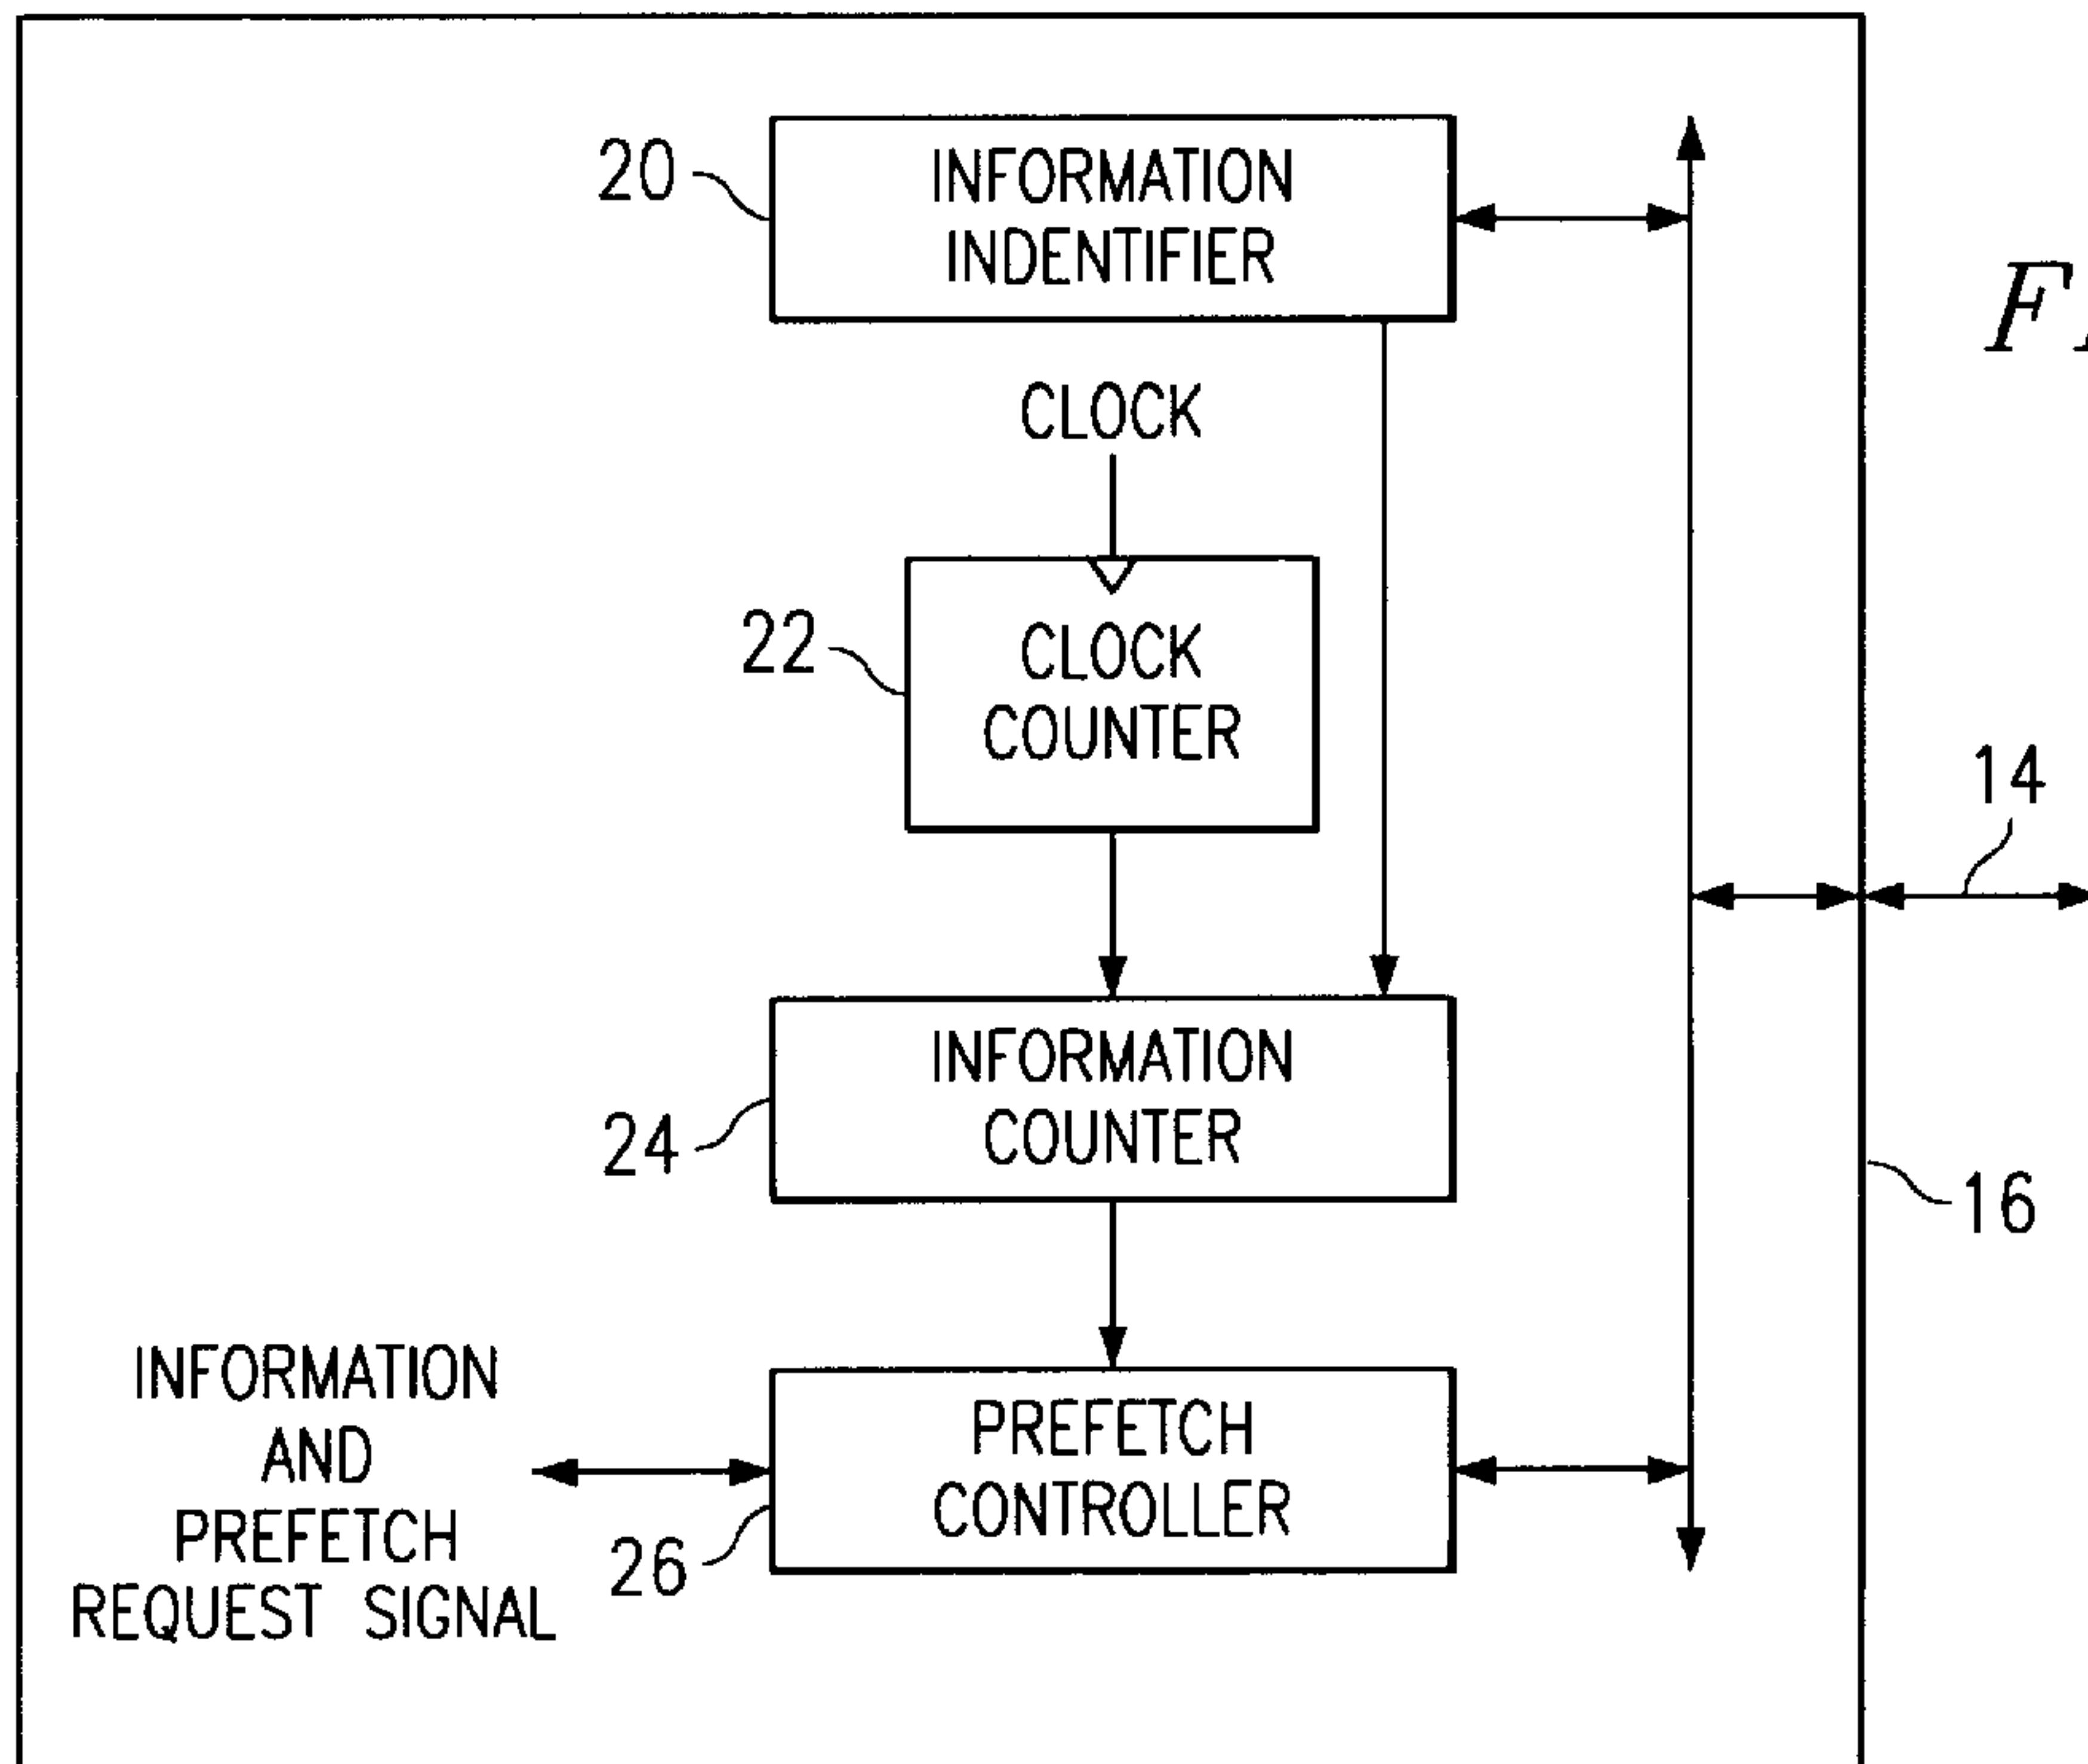 20
INFORMATION
INDENTIFIER
CLOCK
22
CLOCK
COUNTER
14
24
INFORMATION
COUNTER
16
INFORMATION
AND
PREFETCH
REQUEST SIGNAL
26
PREFETCH
CONTROLLER